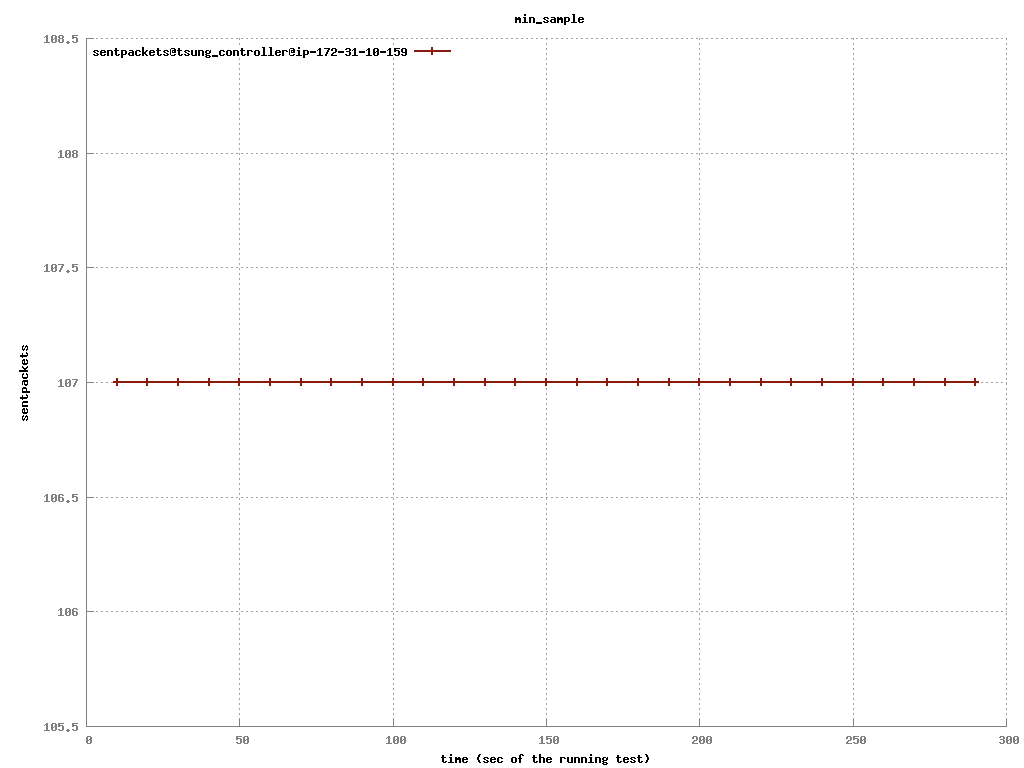 min_sample
108.5
sentpackets@tsung_controller@ip-172-31-10-159
108
107.5
sentpackets
107
106.5
106
105.5
0 50 100 150 200 250 300
time (sec of the running test)